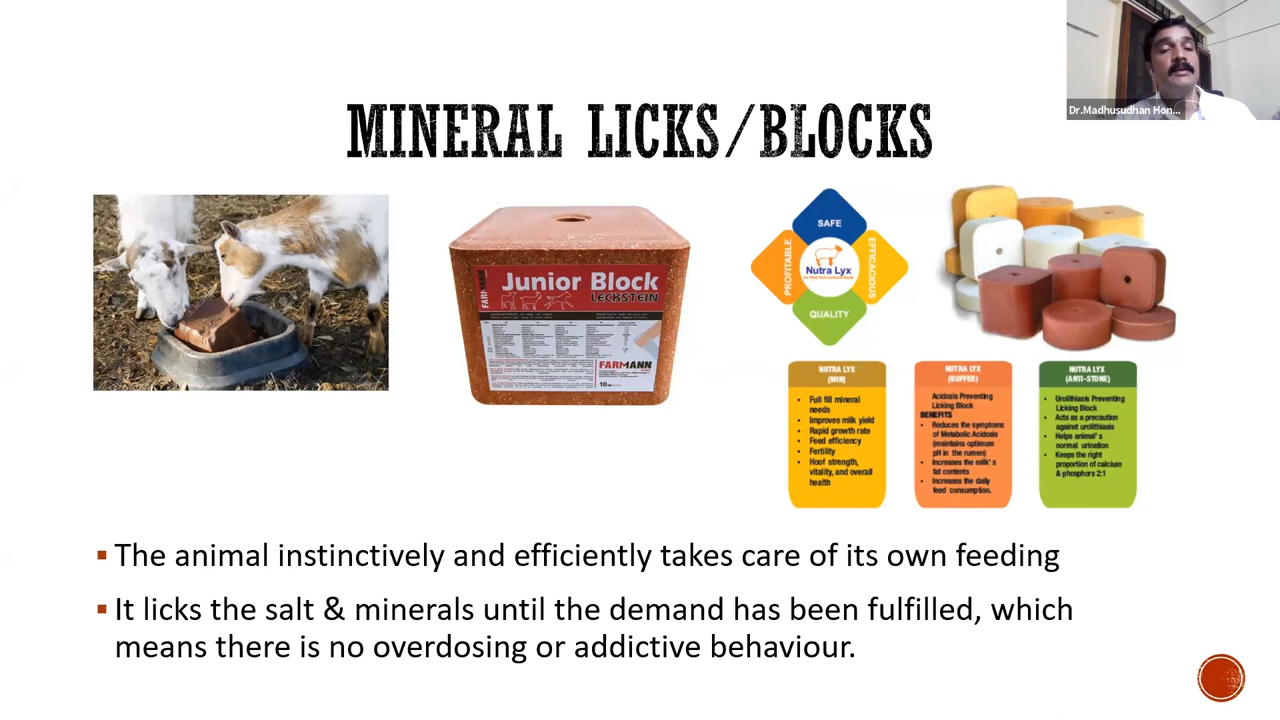 Dr.Madhusudhan Hon...
MINERAL LICKS/BLOCKS
FARMANN
Junior Block
LECKSTEIN
FARMANN
10
SAFE
PROFITABLE
EFFICACIOUS
Nutra Lyx
QUALITY
NUTRA LYX
(MIN)
• Full fill mineral
needs
• Improves milk yield
• Rapid growth rate
• Feed efficiency
• Fertility
• Hoof strength,
vitality, and overall
health
NUTRA LYX
(BUFFER)
Acidosis Preventing
Licking Block
BENEFITS
• Reduces the symptoms
of Metabolic Acidosis
(maintains optimum
pH in the rumen)
• Increases the milk's
fat contents
• Increases the daily
feed consumption.
NUTRA LYX
(ANTI-STONE)
• Urolithiasis Preventing
Licking Block
• Acts as a precaution
against urolithiasis
• Helps animal's
normal urination
• Keeps the right
proportion of calcium
& phosphors 2:1
▪ The animal instinctively and efficiently takes care of its own feeding
▪ It licks the salt & minerals until the demand has been fulfilled, which
means there is no overdosing or addictive behaviour.